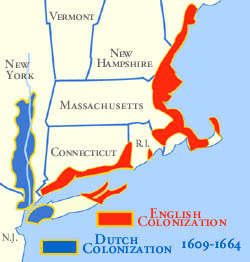 VERMONT
NEW
HAMPSHIRE
NEW
YORK
MASSACHUSETTS
CONNECTICUT
R.I.
ENGLISH
COLONIZATION
N.J.
DUTCH
COLONIZATION
1609-1664